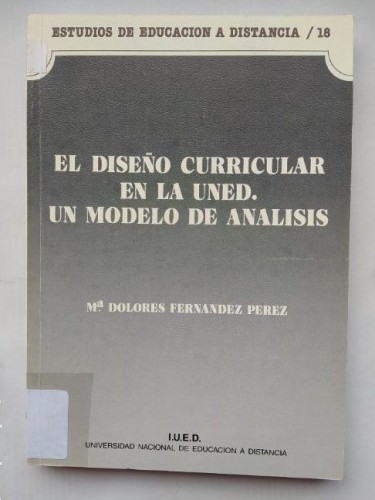 ESTUDIOS DE EDUCACION A DISTANCIA / 18
EL DISEÑO CURRICULAR
EN LA UNED.
UN MODELO DE ANALISIS
Mª DOLORES FERNANDEZ PEREZ
I.U.E.D.
UNIVERSIDAD NACIONAL DE EDUCACION A DISTANCIA